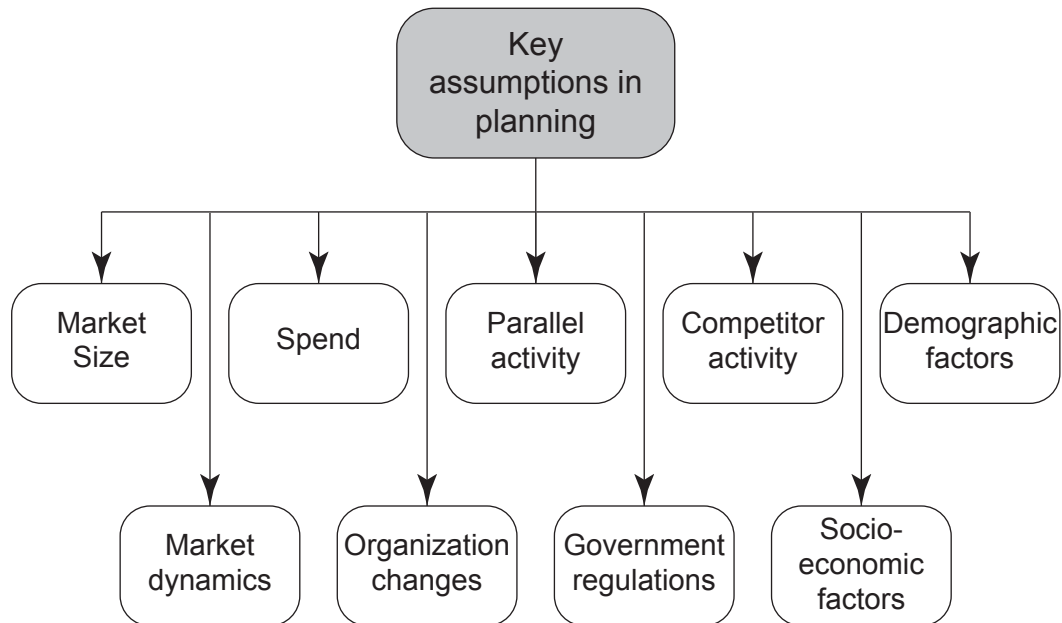 Key
assumptions in
planning
Market
Size
Spend
Parallel
activity
Competitor
activity
Demographic
factors
Market
dynamics
Organization
changes
Government
regulations
Socio-
economic
factors